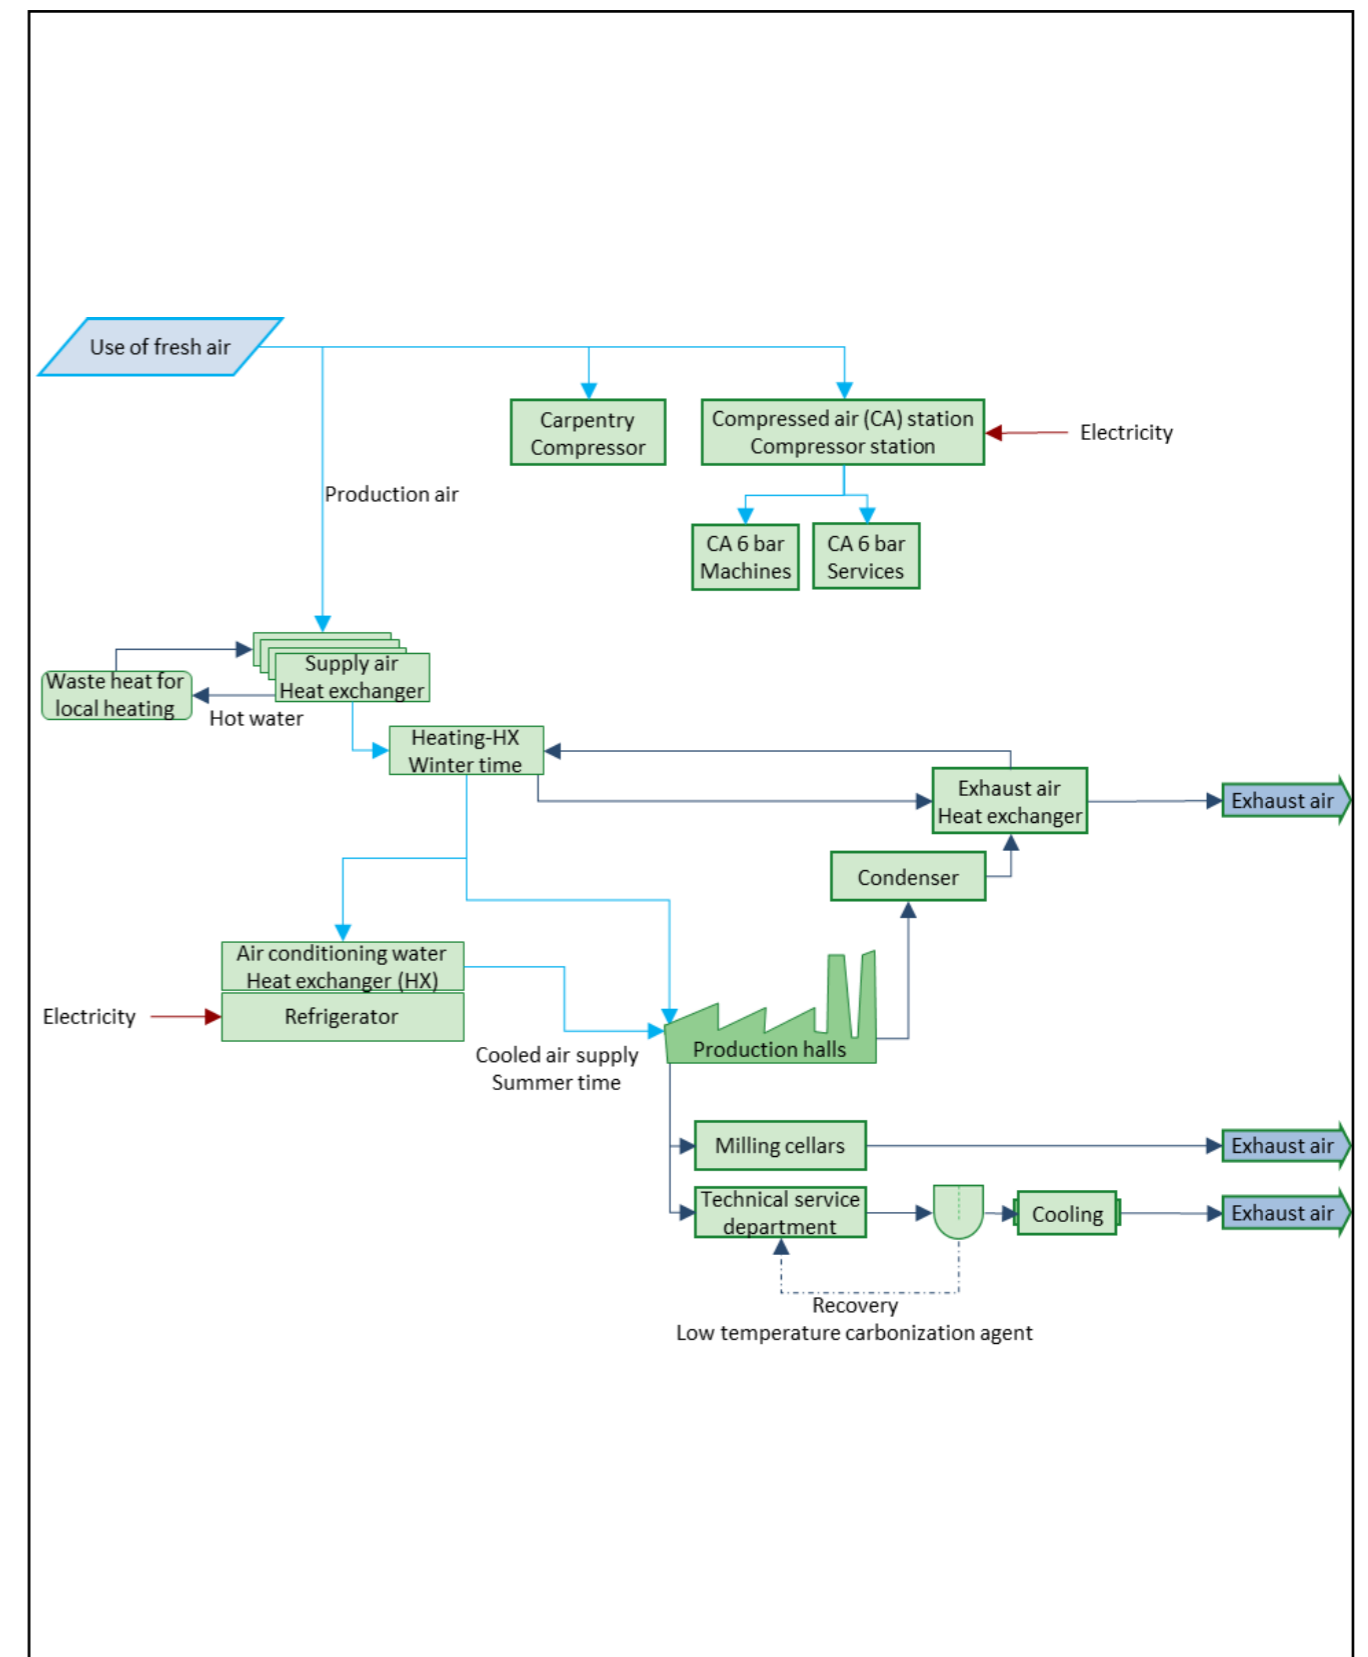 Use of fresh air
Carpentry
Compressor
Compressed air (CA) station
Compressor station
Electricity
Production air
CA 6 bar
Machines
CA 6 bar
Services
Supply air
Heat exchanger
Waste heat for
local heating
Hot water
Heating-HX
Winter time
Exhaust air
Heat exchanger
Exhaust air
Condenser
Air conditioning water
Heat exchanger (HX)
Refrigerator
Electricity
Cooled air supply
Summer time
Production halls
Milling cellars
Exhaust air
Technical service
department
Cooling
Exhaust air
Recovery
Low temperature carbonization agent